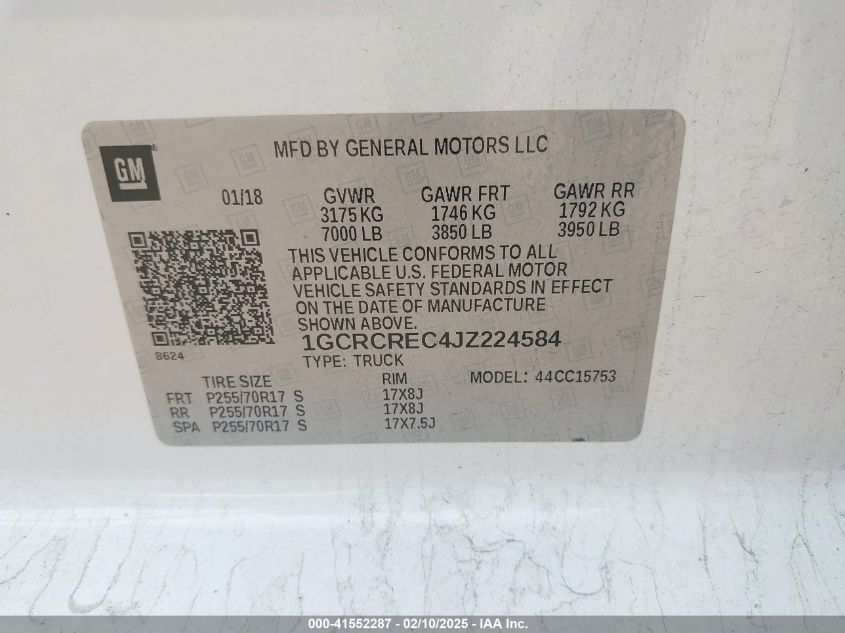 GM
MFD BY GENERAL MOTORS LLC
01/18 GVWR GAWR FRT GAWR RR
3175 KG 1746 KG 1792 KG
7000 LB 3850 LB 3950 LB
THIS VEHICLE CONFORMS TO ALL
APPLICABLE U.S. FEDERAL MOTOR
VEHICLE SAFETY STANDARDS IN EFFECT
ON THE DATE OF MANUFACTURE
SHOWN ABOVE.
1GCRCREC4JZ224584
8624
TYPE: TRUCK
TIRE SIZE RIM MODEL: 44CC15753
FRT P255/70R17 S 17X8J
RR P255/70R17 S 17X8J
SPA P255/70R17 S 17X7.5J
000-41552287 - 02/10/2025 - IAA Inc.